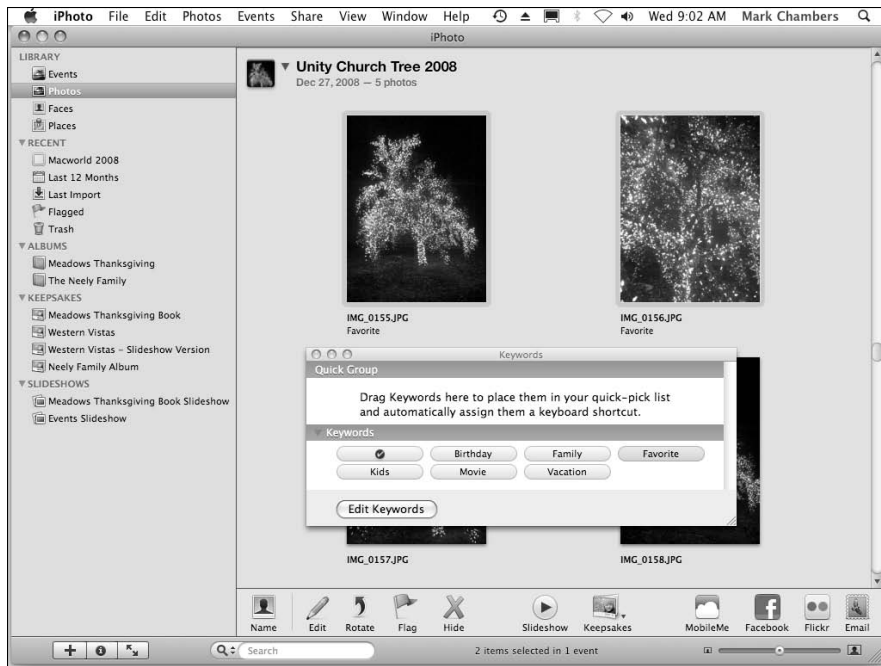 iPhoto File Edit Photos Events Share View Window Help Wed 9:02 AM Mark Chambers
iPhoto
LIBRARY
Events
Photos
Faces
Places
RECENT
Macworld 2008
Last 12 Months
Last Import
Flagged
Trash
ALBUMS
Meadows Thanksgiving
The Neely Family
KEEPSAKES
Meadows Thanksgiving Book
Western Vistas
Western Vistas – Slideshow Version
Neely Family Album
SLIDESHOWS
Meadows Thanksgiving Book Slideshow
Events Slideshow
Unity Church Tree 2008
Dec 27, 2008 — 5 photos
IMG_0155.JPG
Favorite
IMG_0156.JPG
Favorite
Keywords
Quick Group
Drag Keywords here to place them in your quick-pick list
and automatically assign them a keyboard shortcut.
Keywords
Birthday Family Favorite
Kids Movie Vacation
Edit Keywords
IMG_0157.JPG
IMG_0158.JPG
Name Edit Rotate Flag Hide Slideshow Keepsakes MobileMe Facebook Flickr Email
Search
2 items selected in 1 event